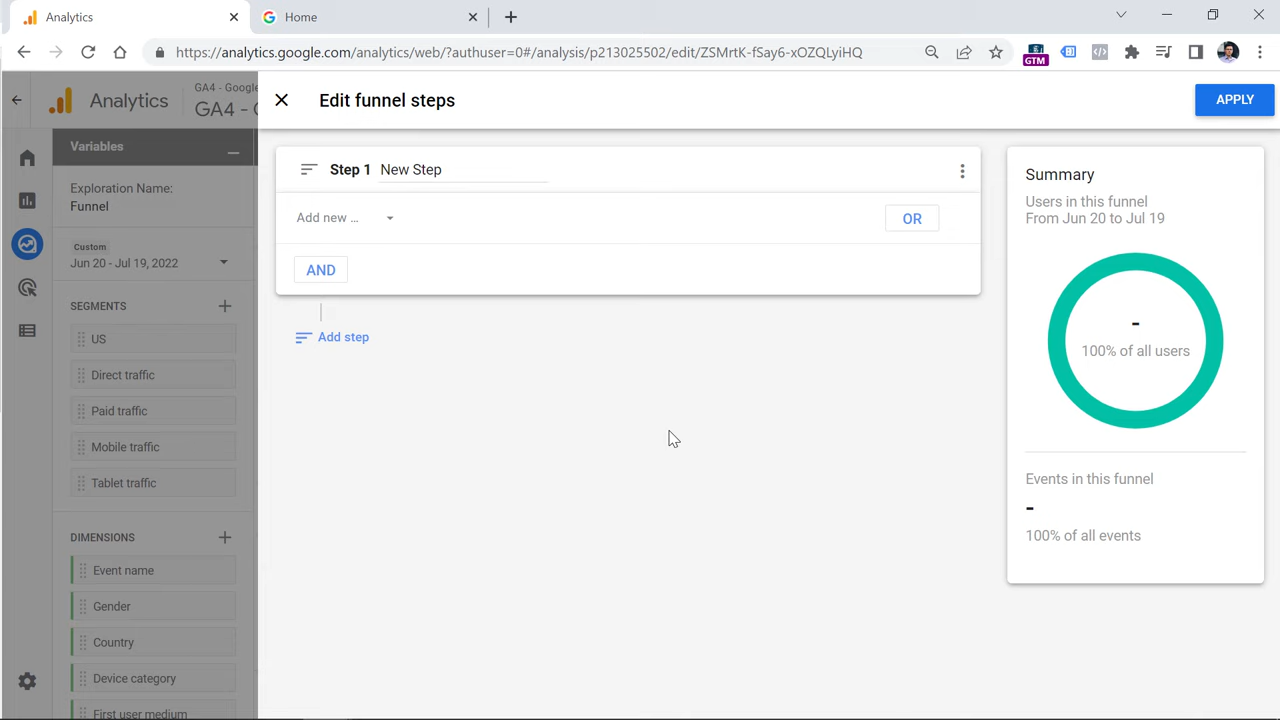 Analytics
Home
https://analytics.google.com/analytics/web/?authuser=0#/analysis/p213025502/edit/ZSMrtK-fSay6-xOZQLyiHQ
GTM
Analytics
GA4 - Google
GA4 - 
Edit funnel steps
APPLY
Variables
Exploration Name:
Funnel
Custom
Jun 20 - Jul 19, 2022
SEGMENTS
US
Direct traffic
Paid traffic
Mobile traffic
Tablet traffic
DIMENSIONS
Event name
Gender
Country
Device category
First user medium
Step 1 New Step
Add new ...
OR
AND
Add step
Summary
Users in this funnel
From Jun 20 to Jul 19
-
100% of all users
Events in this funnel
-
100% of all events